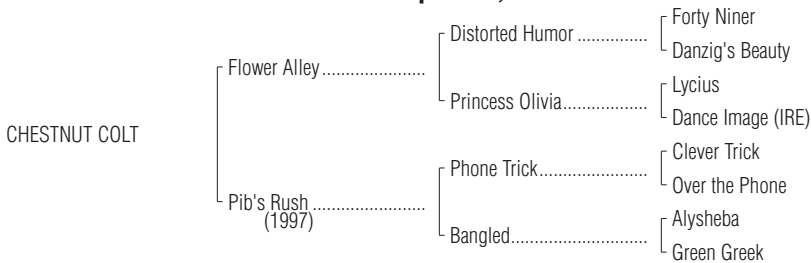 Forty Niner
Distorted Humor ...............
Danzig's Beauty
Flower Alley......................
Lycius
Princess Olivia..................
Dance Image (IRE)
CHESTNUT COLT
Clever Trick
Phone Trick.......................
Over the Phone
Pib's Rush ........................
(1997)
Alysheba
Bangled.............................
Green Greek